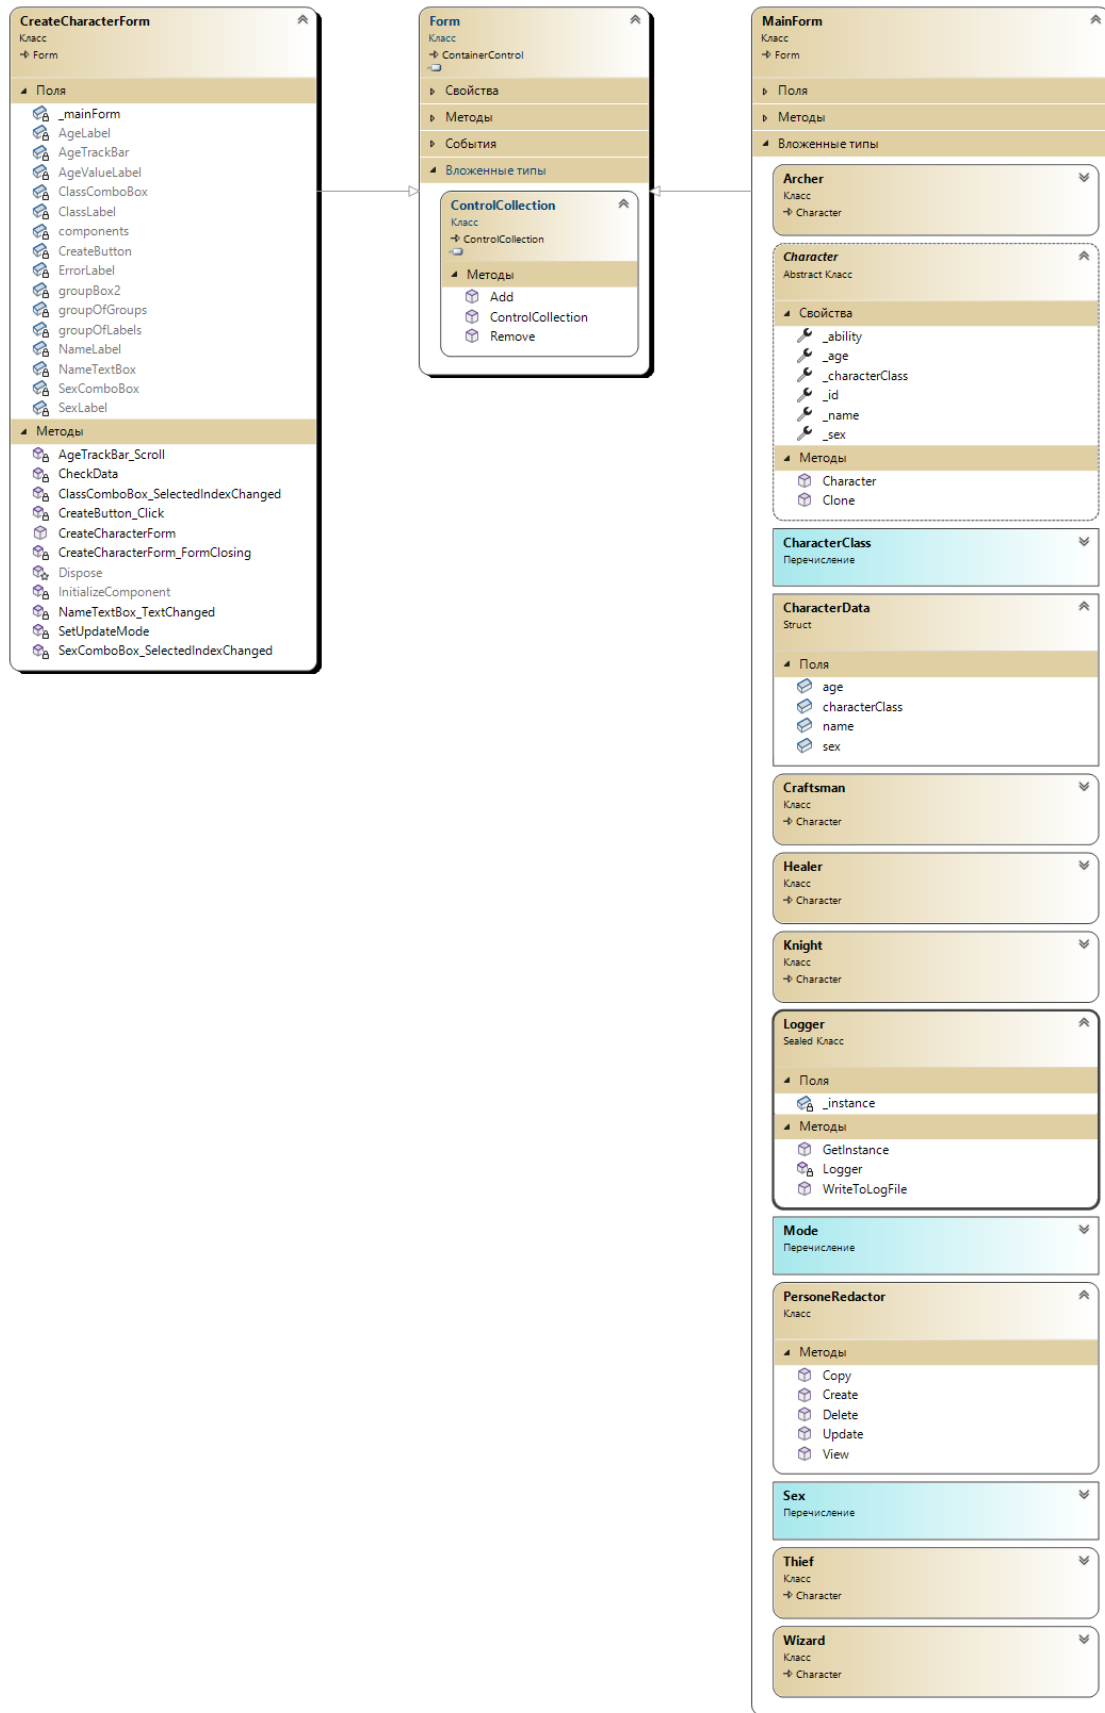 CreateCharacterForm
Класс
Form
Поля
_mainForm
AgeLabel
AgeTrackBar
AgeValueLabel
ClassComboBox
ClassLabel
components
CreateButton
ErrorLabel
groupBox2
groupOfGroups
groupOfLabels
NameLabel
NameTextBox
SexComboBox
SexLabel
Методы
AgeTrackBar_Scroll
CheckData
ClassComboBox_SelectedIndexChanged
CreateButton_Click
CreateCharacterForm
CreateCharacterForm_FormClosing
Dispose
InitializeComponent
NameTextBox_TextChanged
SetUpdateMode
SexComboBox_SelectedIndexChanged
Form
Класс
ContainerControl
Свойства
Методы
События
Вложенные типы
ControlCollection
Класс
ControlCollection
Методы
Add
ControlCollection
Remove
MainForm
Класс
Form
Поля
Методы
Вложенные типы
Archer
Класс
Character
Character
Abstract Класс
Свойства
_ability
_age
_characterClass
_id
_name
_sex
Методы
Character
Clone
CharacterClass
Перечисление
CharacterData
Struct
Поля
age
characterClass
name
sex
Craftsman
Класс
Character
Healer
Класс
Character
Knight
Класс
Character
Logger
Sealed Класс
Поля
_instance
Методы
GetInstance
Logger
WriteToLogFile
Mode
Перечисление
PersoneRedactor
Класс
Методы
Copy
Create
Delete
Update
View
Sex
Перечисление
Thief
Класс
Character
Wizard
Класс
Character